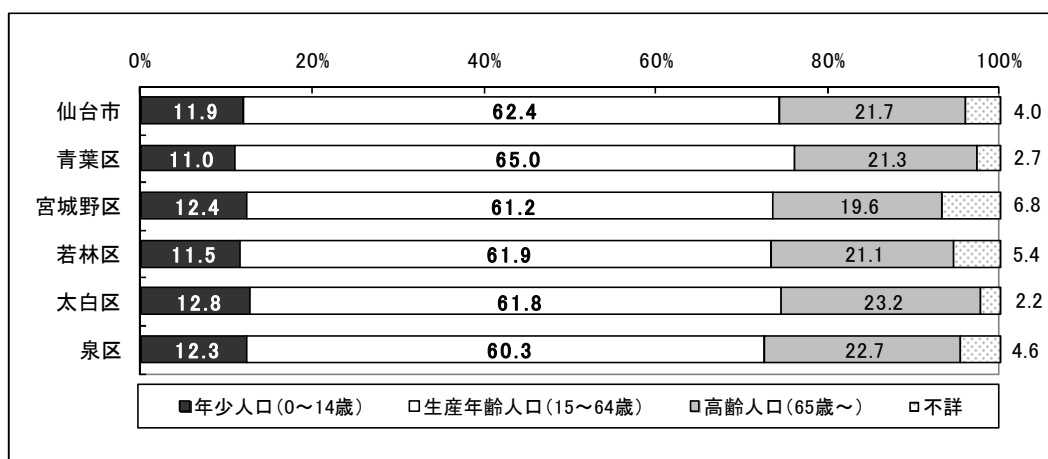 0% 20% 40% 60% 80% 100%
仙台市 11.9 62.4 21.7 4.0
青葉区 11.0 65.0 21.3 2.7
宮城野区 12.4 61.2 19.6 6.8
若林区 11.5 61.9 21.1 5.4
太白区 12.8 61.8 23.2 2.2
泉区 12.3 60.3 22.7 4.6
年少人口(0～14歳) 生産年齢人口(15～64歳) 高齢人口(65歳～) 不詳